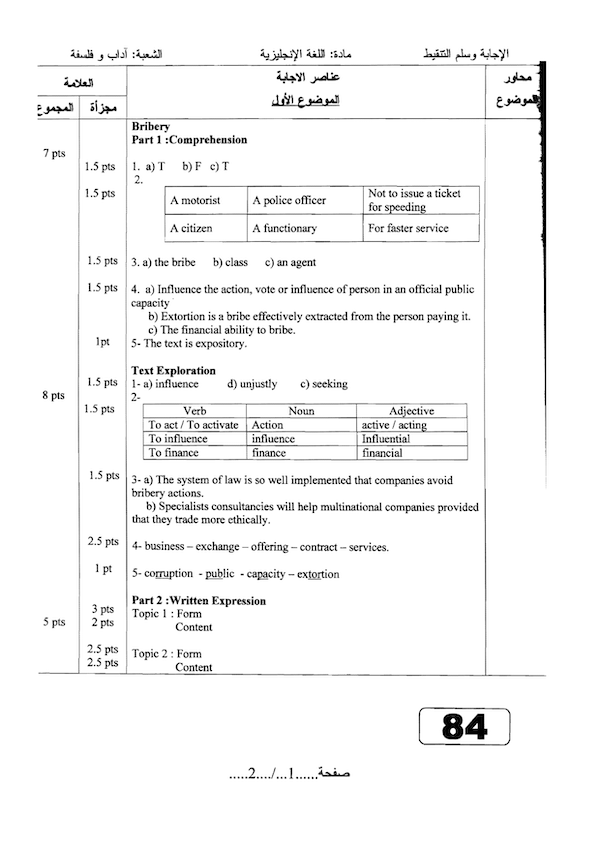 الإجابة وسلم التنقيط مادة: اللغة الإنجليزية الشعبة: آداب و فلسفة
محاور الموضوع عناصر الاجابة العلامة
الموضوع الأول مجزأة المجموع
Bribery
Part 1 :Comprehension
7 pts
1.5 pts 1. a) T b) F c) T
1.5 pts 2.
A motorist A police officer Not to issue a ticket for speeding
A citizen A functionary For faster service
1.5 pts 3. a) the bribe b) class c) an agent
1.5 pts 4. a) Influence the action, vote or influence of person in an official public
capacity
b) Extortion is a bribe effectively extracted from the person paying it.
c) The financial ability to bribe.
1pt 5- The text is expository.
Text Exploration
1.5 pts 1- a) influence d) unjustly c) seeking
8 pts 2-
1.5 pts Verb Noun Adjective
To act / To activate Action active / acting
To influence influence Influential
To finance finance financial
1.5 pts 3- a) The system of law is so well implemented that companies avoid
bribery actions.
b) Specialists consultancies will help multinational companies provided
that they trade more ethically.
2.5 pts 4- business – exchange – offering – contract – services.
1 pt 5- corruption - public - capacity – extortion
Part 2 :Written Expression
3 pts Topic 1 : Form
5 pts 2 pts Content
2.5 pts Topic 2 : Form
2.5 pts Content
84
صفحة......1.../....2.....